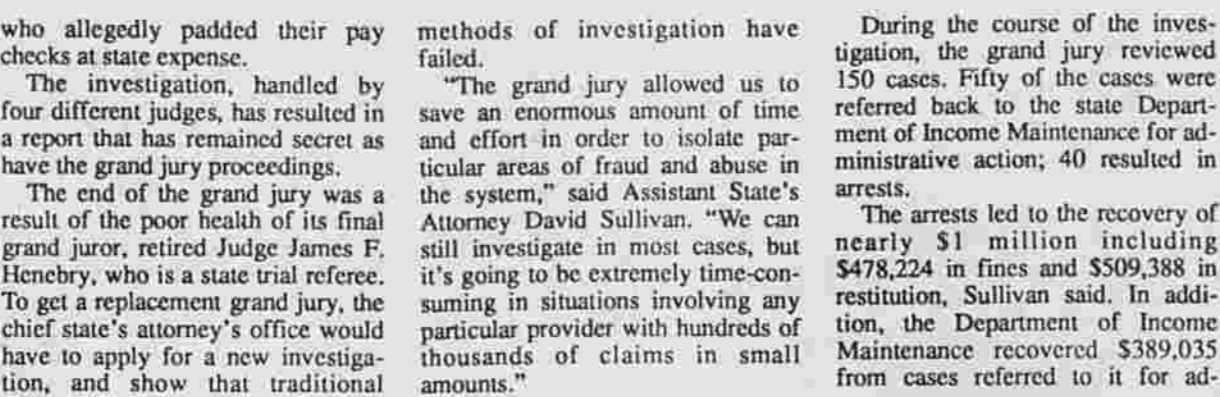 who allegedly padded their pay
checks at state expense.
The investigation, handled by
four different judges, has resulted in
a report that has remained secret as
have the grand jury proceedings.
The end of the grand jury was a
result of the poor health of its final
grand juror, retired Judge James F.
Henebry, who is a state trial referee.
To get a replacement grand jury, the
chief state's attorney's office would
have to apply for a new investiga-
tion, and show that traditional
methods of investigation have
failed.
"The grand jury allowed us to
save an enormous amount of time
and effort in order to isolate par-
ticular areas of fraud and abuse in
the system," said Assistant State's
Attorney David Sullivan. "We can
still investigate in most cases, but
it's going to be extremely time-con-
suming in situations involving any
particular provider with hundreds of
thousands of claims in small
amounts."
During the course of the inves-
tigation, the grand jury reviewed
150 cases. Fifty of the cases were
referred back to the state Depart-
ment of Income Maintenance for ad-
ministrative action; 40 resulted in
arrests.
The arrests led to the recovery of
nearly $1 million including
$478,224 in fines and $509,388 in
restitution, Sullivan said. In addi-
tion, the Department of Income
Maintenance recovered $389,035
from cases referred to it for ad-